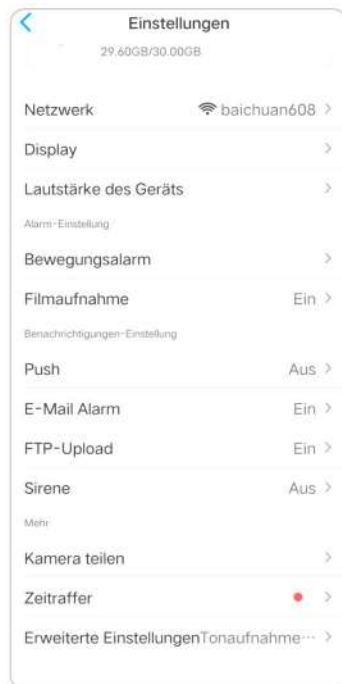 Einstellungen
29.60GB/30.00GB
Netzwerk baichuan608
Display
Lautstärke des Geräts
Alarm-Einstellung
Bewegungsalarm
Filmaufnahme Ein
Benachrichtigungen-Einstellung
Push Aus
E-Mail Alarm Ein
FTP-Upload Ein
Sirene Aus
Mehr
Kamera teilen
Zeitraffer
Erweiterte Einstellungen Tonaufnahme···